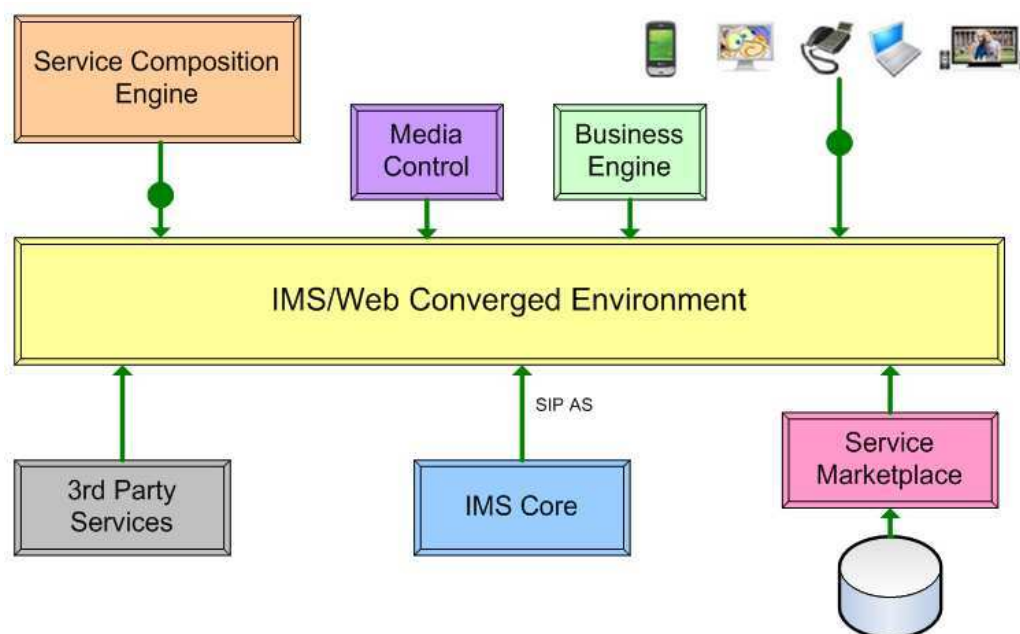 Service Composition
Engine
Media
Control
Business
Engine
IMS/Web Converged Environment
SIP AS
3rd Party
Services
IMS Core
Service
Marketplace